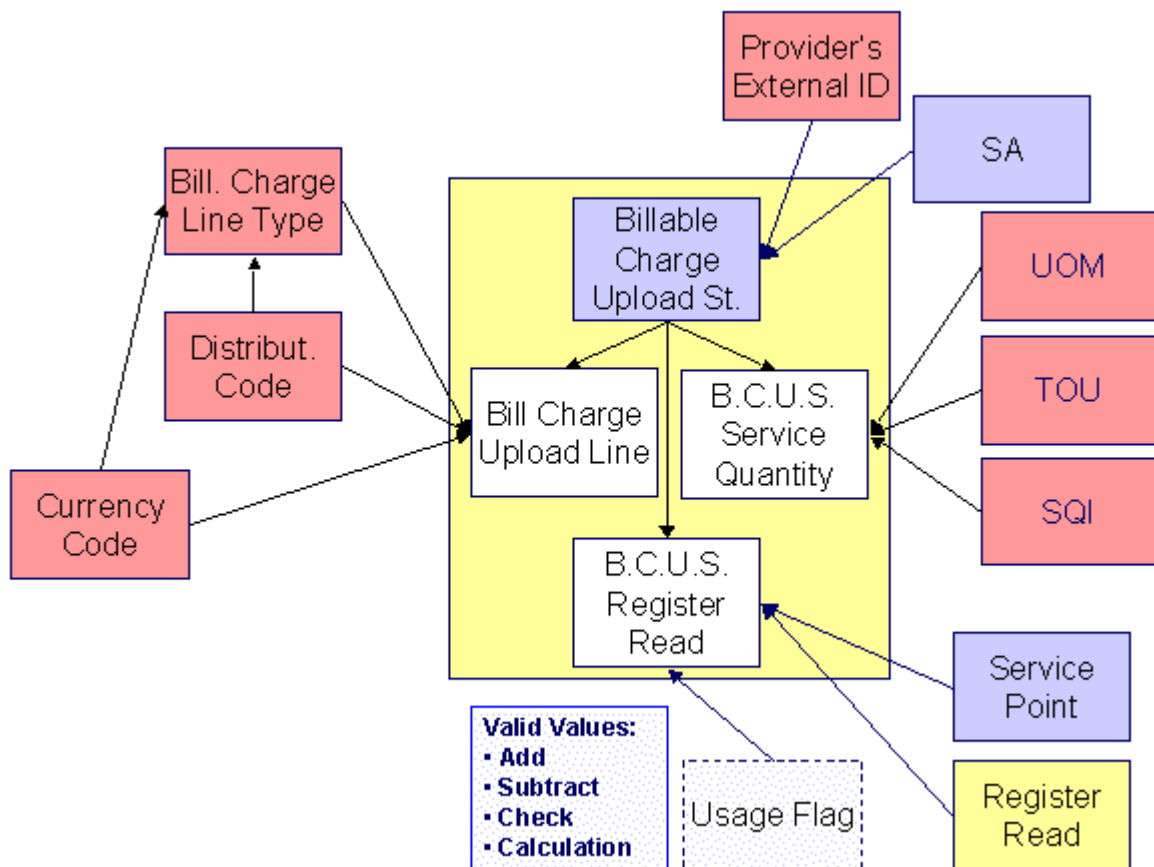 Provider's
External ID
SA
Bill. Charge
Line Type
Billable
Charge
Upload St.
UOM
Distribut.
Code
TOU
Bill Charge
Upload Line
B.C.U.S.
Service
Quantity
Currency
Code
SQI
B.C.U.S.
Register
Read
Service
Point
Valid Values:
• Add
• Subtract
• Check
• Calculation
Usage Flag
Register
Read